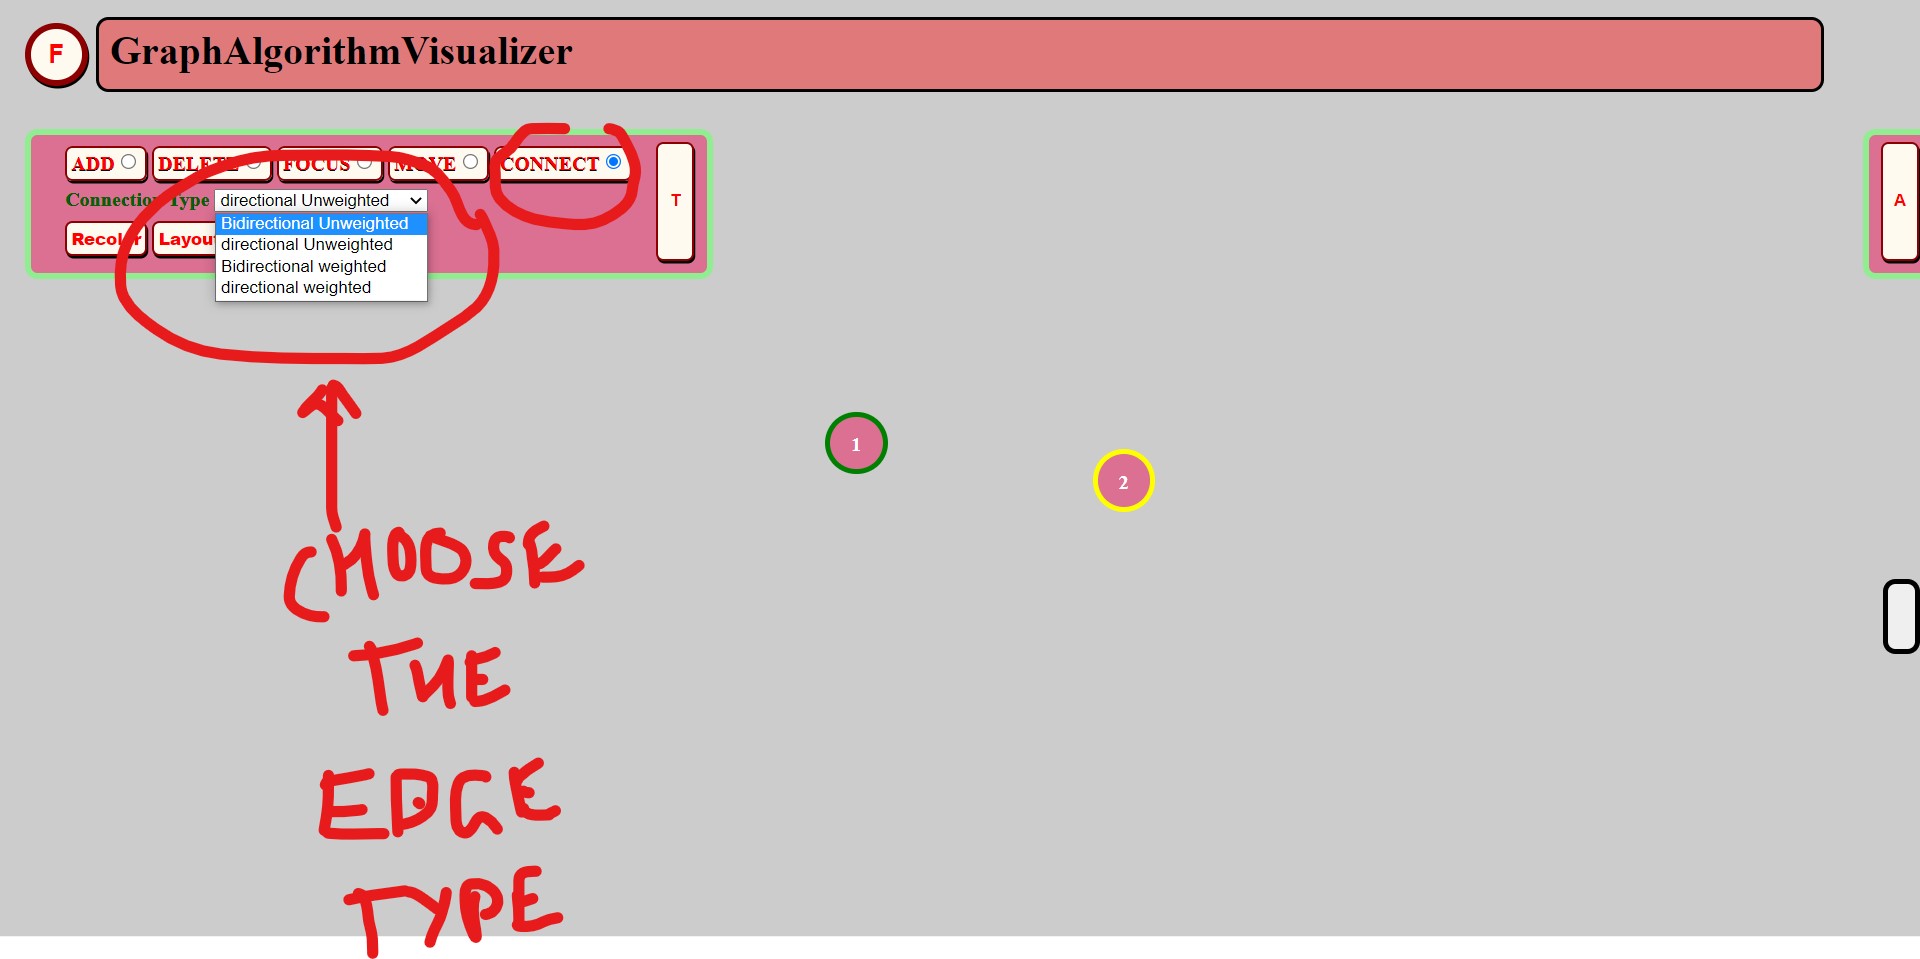 F GraphAlgorithmVisualizer
ADD DELETE FOCUS MOVE CONNECT
T
A
Connection Type directional Unweighted
Bidirectional Unweighted
Recolor Layout
directional Unweighted
Bidirectional weighted
directional weighted
1
2
CHOOSE
THE
EDGE
TYPE